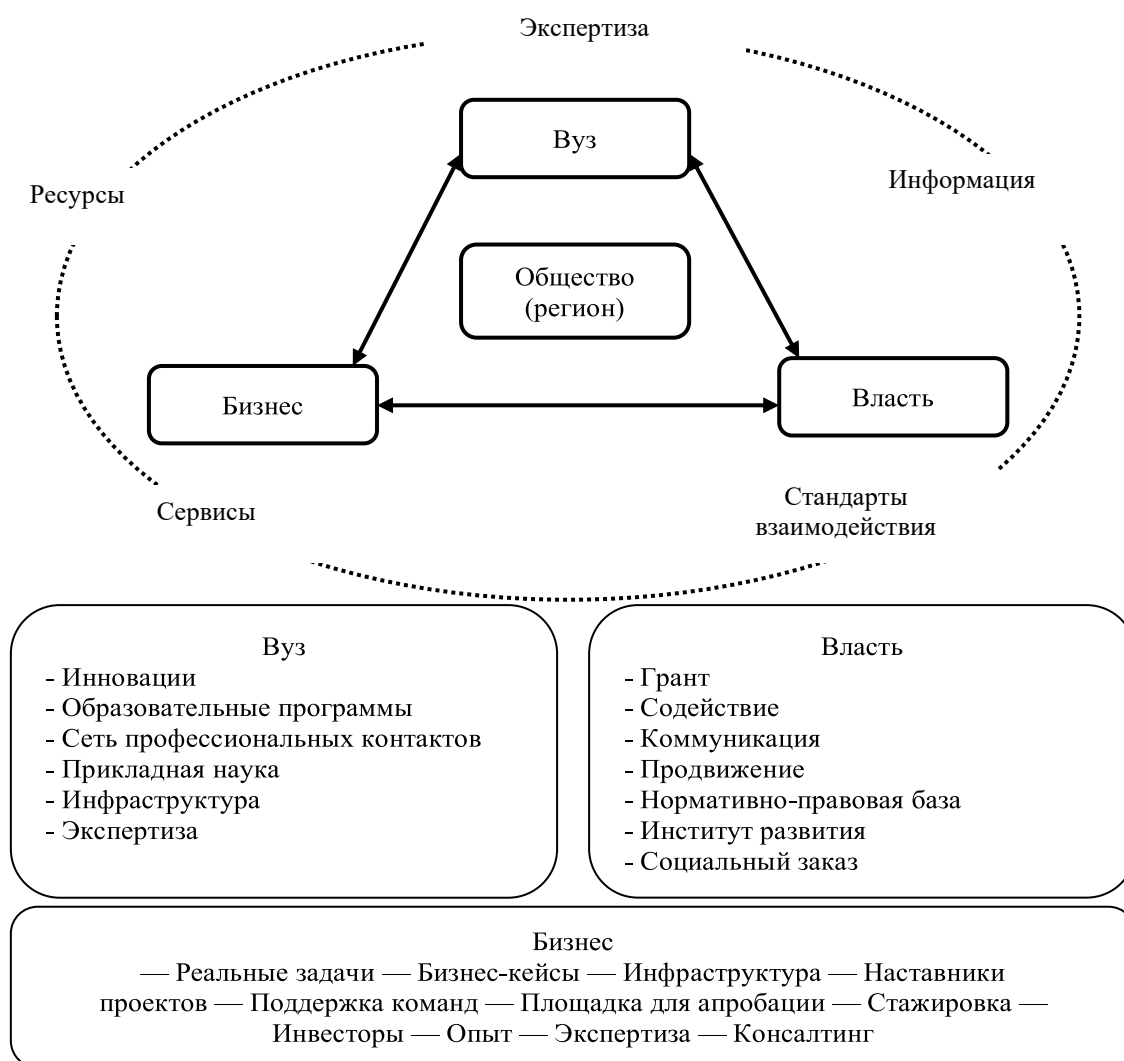 Экспертиза
Вуз
Ресурсы
Информация
Общество
(регион)
Бизнес
Власть
Сервисы
Стандарты
взаимодействия
Вуз
- Инновации
- Образовательные программы
- Сеть профессиональных контактов
- Прикладная наука
- Инфраструктура
- Экспертиза
Власть
- Грант
- Содействие
- Коммуникация
- Продвижение
- Нормативно-правовая база
- Институт развития
- Социальный заказ
Бизнес
— Реальные задачи — Бизнес-кейсы — Инфраструктура — Наставники
проектов — Поддержка команд — Площадка для апробации — Стажировка —
Инвесторы — Опыт — Экспертиза — Консалтинг